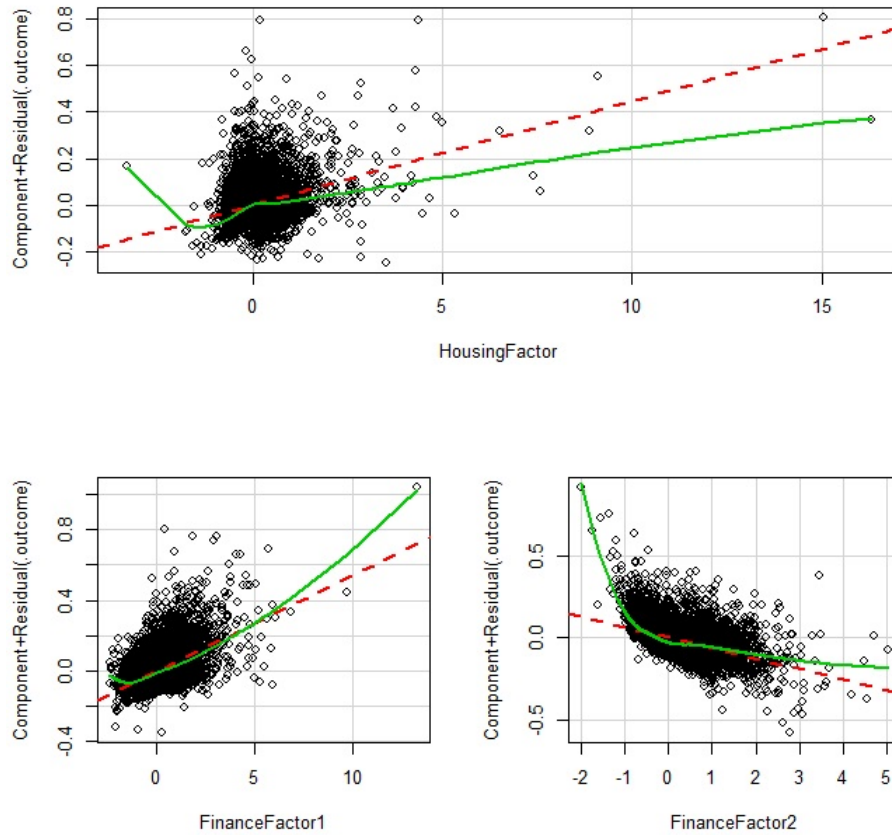 Component+Residual(.outcome)
0.8
0.6
0.4
0.2
0.0
-0.2
0 5 10 15
HousingFactor
Component+Residual(.outcome)
0.8
0.4
0.0
-0.4
0 5 10
FinanceFactor1
Component+Residual(.outcome)
0.5
0.0
-0.5
-2 -1 0 1 2 3 4 5
FinanceFactor2